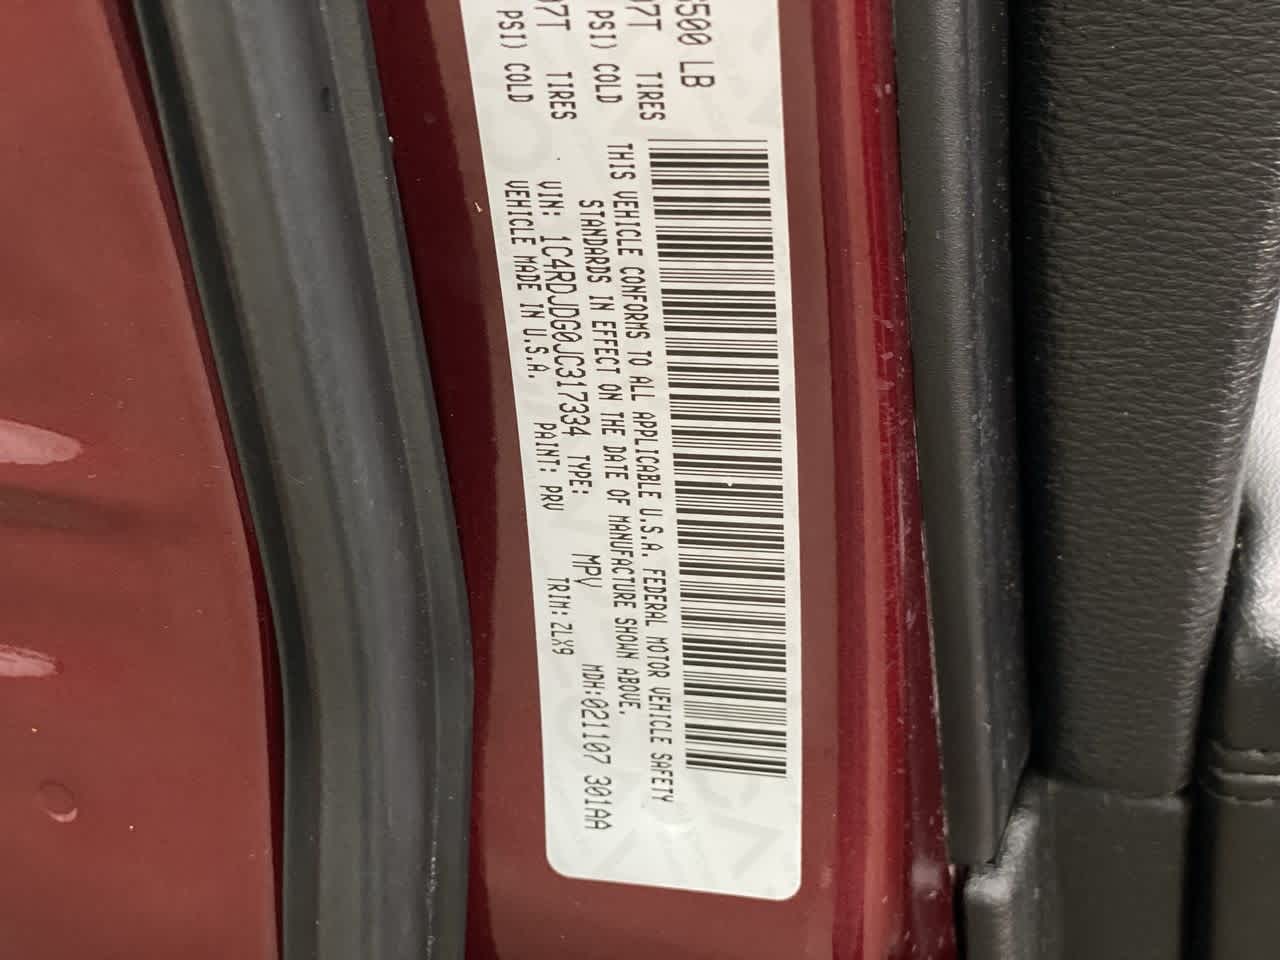 6500 LB
TIRES
PSI) COLD
TIRES
PSI) COLD
THIS VEHICLE CONFORMS TO ALL APPLICABLE U.S.A. FEDERAL MOTOR VEHICLE SAFETY
STANDARDS IN EFFECT ON THE DATE OF MANUFACTURE SHOWN ABOVE.
VIN: 1C4RDJDG0JC317334 TYPE: MPV MDH:021107 301AA
VEHICLE MADE IN U.S.A. PAINT: PRV TRIM: ZLX9